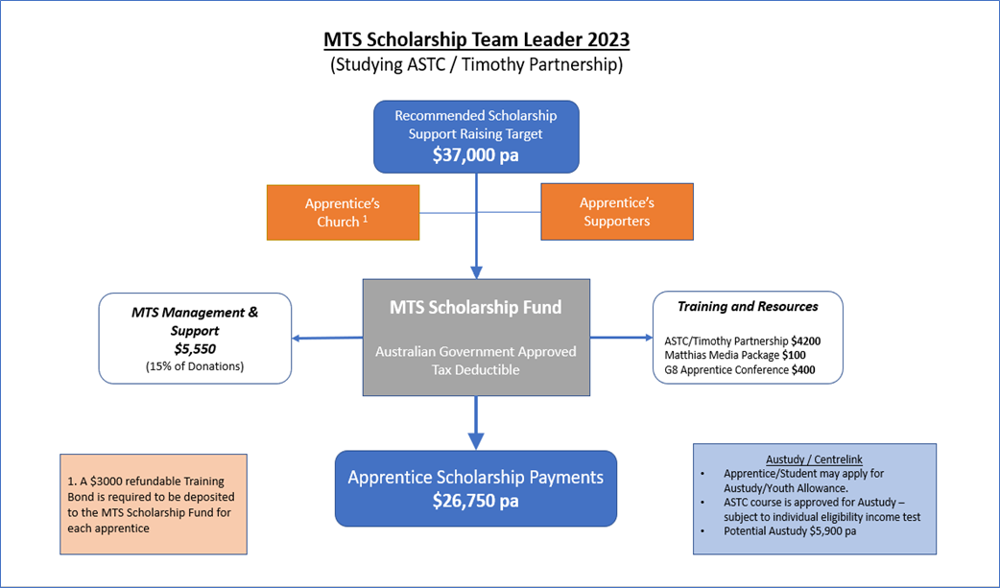 MTS Scholarship Team Leader 2023
(Studying ASTC / Timothy Partnership)
Recommended Scholarship
Support Raising Target
$37,000 pa
Apprentice's
Church 1
Apprentice's
Supporters
MTS Management &
Support
$5,550
(15% of Donations)
MTS Scholarship Fund
Australian Government Approved
Tax Deductible
Training and Resources
ASTC/Timothy Partnership $4200
Matthias Media Package $100
G8 Apprentice Conference $400
1. A $3000 refundable Training
Bond is required to be deposited
to the MTS Scholarship Fund for
each apprentice
Apprentice Scholarship Payments
$26,750 pa
Austudy / Centrelink
• Apprentice/Student may apply for
Austudy/Youth Allowance.
• ASTC course is approved for Austudy –
subject to individual eligibility income test
• Potential Austudy $5,900 pa